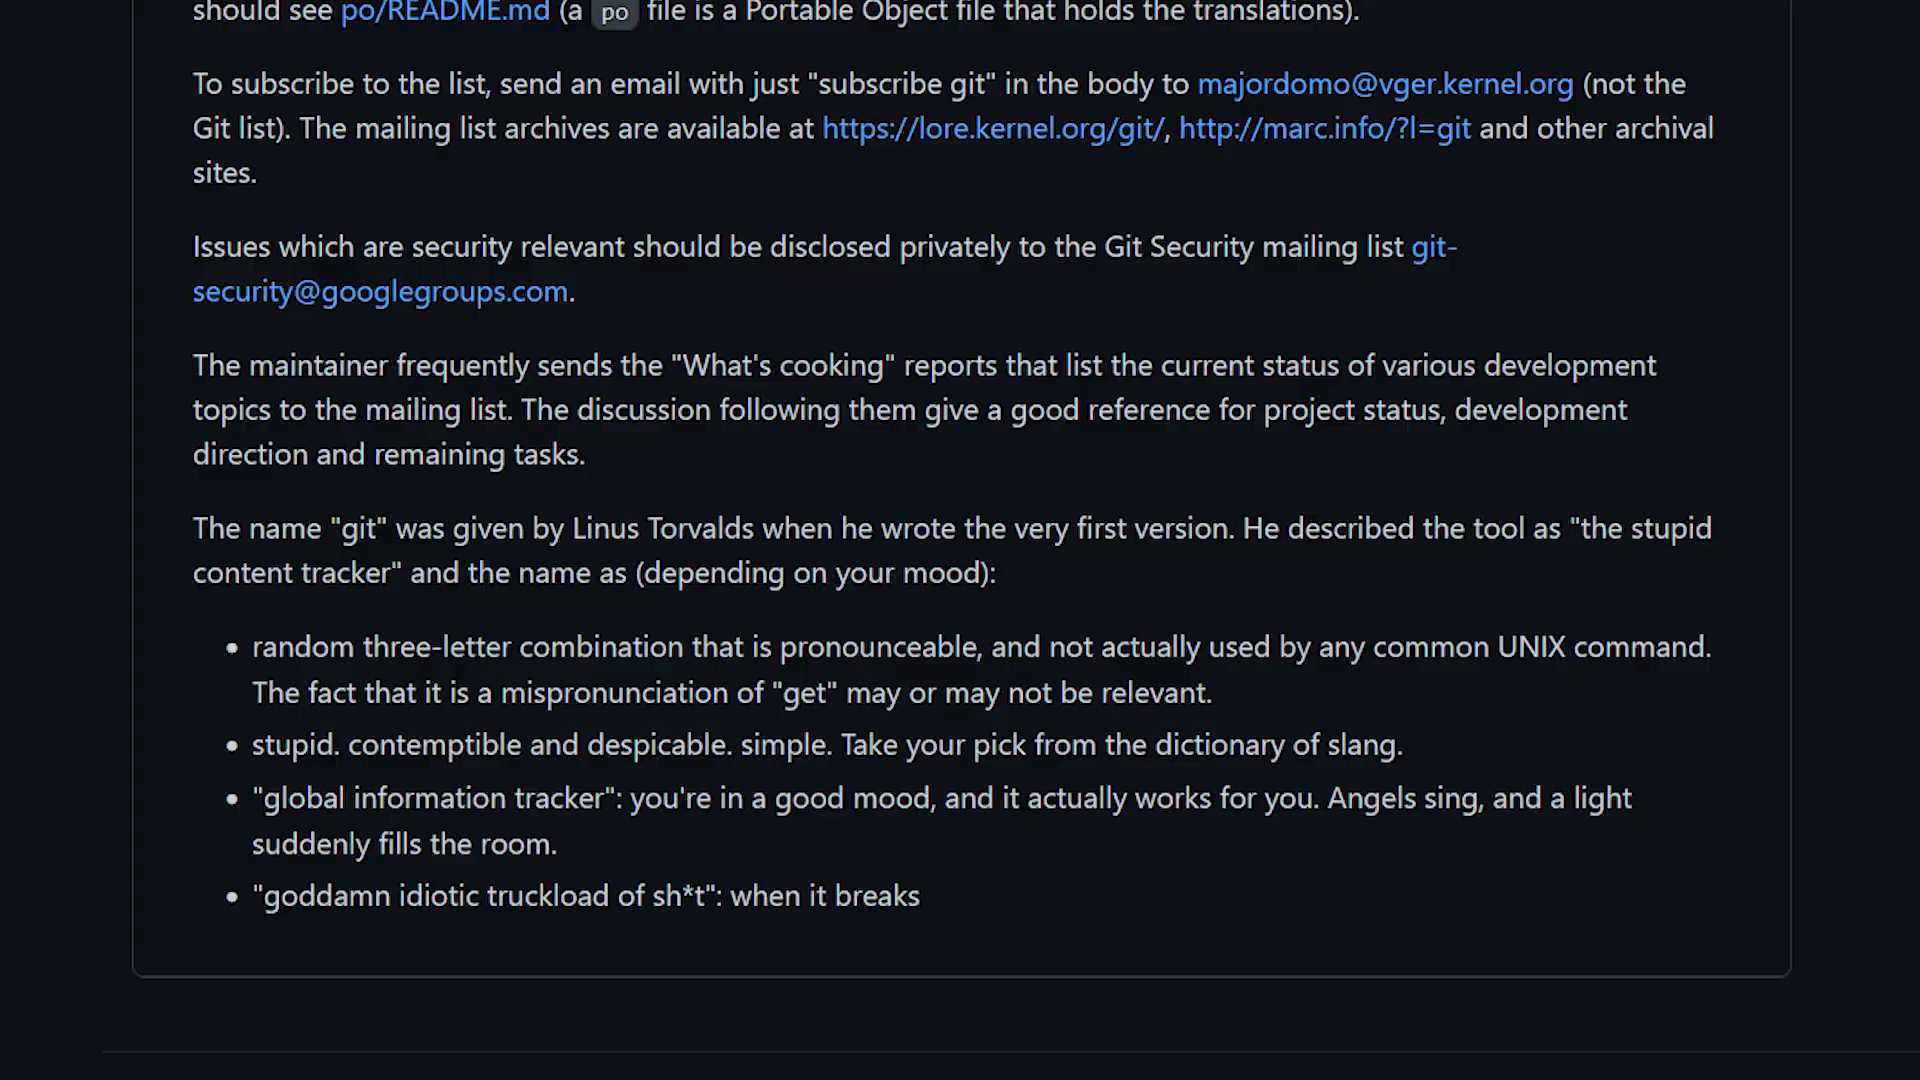 should see po/README.md (a po file is a Portable Object file that holds the translations).
To subscribe to the list, send an email with just "subscribe git" in the body to majordomo@vger.kernel.org (not the
Git list). The mailing list archives are available at https://lore.kernel.org/git/, http://marc.info/?l=git and other archival
sites.
Issues which are security relevant should be disclosed privately to the Git Security mailing list git-
security@googlegroups.com.
The maintainer frequently sends the "What's cooking" reports that list the current status of various development
topics to the mailing list. The discussion following them give a good reference for project status, development
direction and remaining tasks.
The name "git" was given by Linus Torvalds when he wrote the very first version. He described the tool as "the stupid
content tracker" and the name as (depending on your mood):
• random three-letter combination that is pronounceable, and not actually used by any common UNIX command.
The fact that it is a mispronunciation of "get" may or may not be relevant.
• stupid. contemptible and despicable. simple. Take your pick from the dictionary of slang.
• "global information tracker": you're in a good mood, and it actually works for you. Angels sing, and a light
suddenly fills the room.
• "goddamn idiotic truckload of sh*t": when it breaks